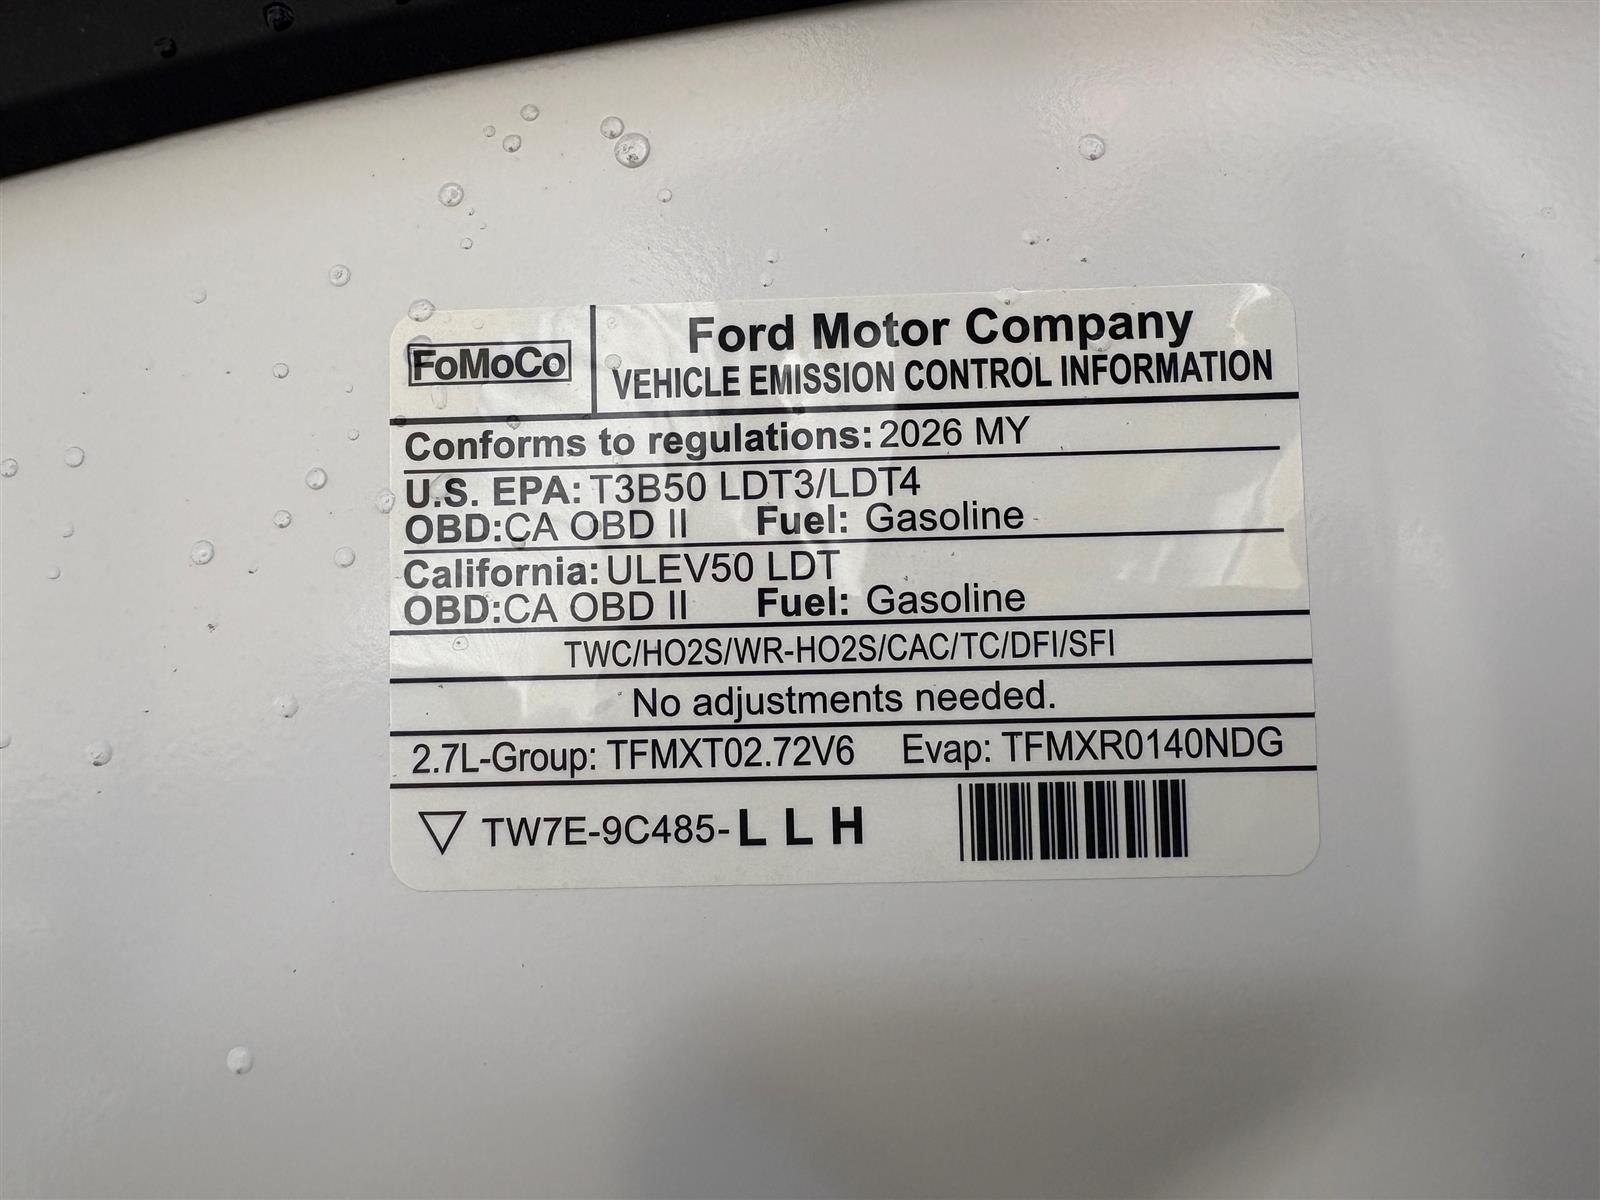 FoMoCo
Ford Motor Company
VEHICLE EMISSION CONTROL INFORMATION
Conforms to regulations: 2026 MY
U.S. EPA: T3B50 LDT3/LDT4
OBD:CA OBD II Fuel: Gasoline
California: ULEV50 LDT
OBD:CA OBD II Fuel: Gasoline
TWC/HO2S/WR-HO2S/CAC/TC/DFI/SFI
No adjustments needed.
2.7L-Group: TFMXT02.72V6 Evap: TFMXR0140NDG
TW7E-9C485-L L H